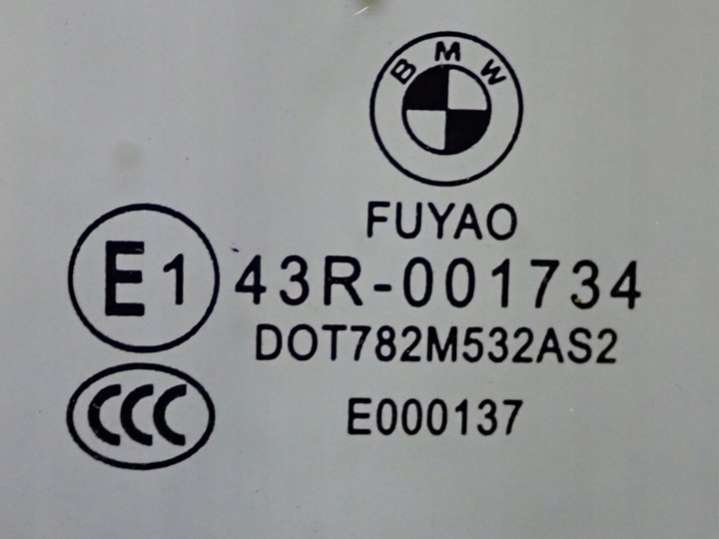 BMW
FUYAO
E1 43R-001734
DOT782M532AS2
CCC E000137